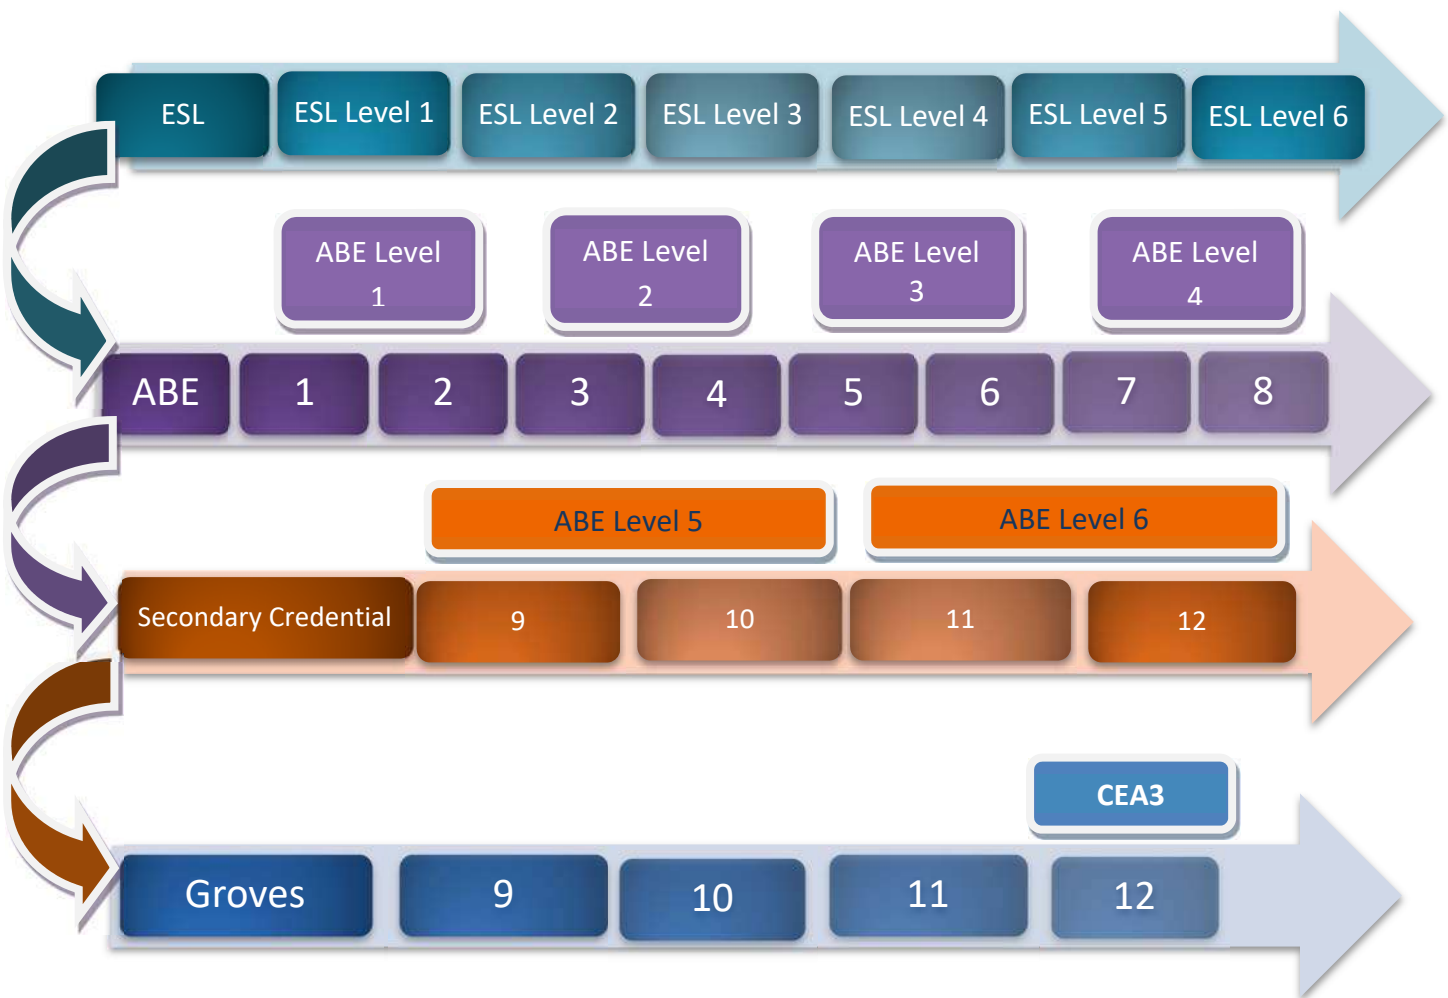 ESL
ESL Level 1
ESL Level 2
ESL Level 3
ESL Level 4
ESL Level 5
ESL Level 6
ABE Level
1
ABE Level
2
ABE Level
3
ABE Level
4
ABE
1
2
3
4
5
6
7
8
ABE Level 5
ABE Level 6
Secondary Credential
9
10
11
12
CEA3
Groves
9
10
11
12